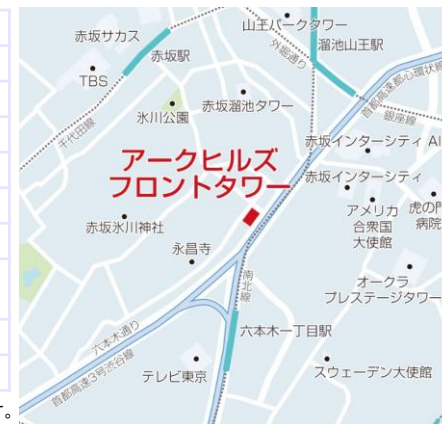 赤坂サカス
山王パークタワー
溜池山王駅
赤坂駅
外堀通り
TBS
首都高速都心環状線
氷川公園
赤坂溜池タワー
銀座線
千代田線
赤坂インターシティ AI
アークヒルズ
フロントタワー
赤坂インターシティ
赤坂氷川神社
アメリカ
合衆国
大使館
虎の門
病院
永昌寺
オークラ
プレステージタワー
南北線
六本木通り
六本木一丁目駅
テレビ東京
スウェーデン大使館
首都高速3号渋谷線
。